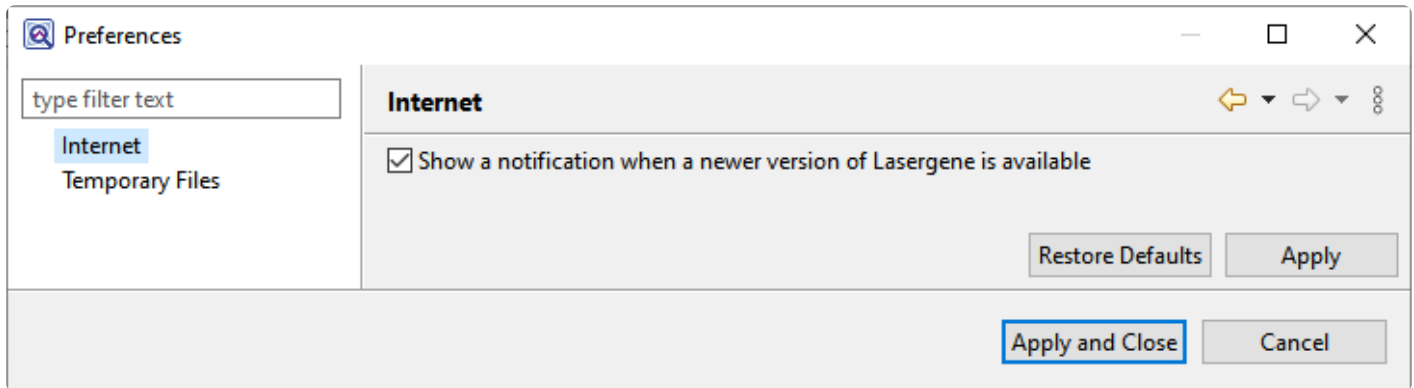 Preferences
type filter text
Internet
Temporary Files
Internet
Show a notification when a newer version of Lasergene is available
Restore Defaults
Apply
Apply and Close
Cancel